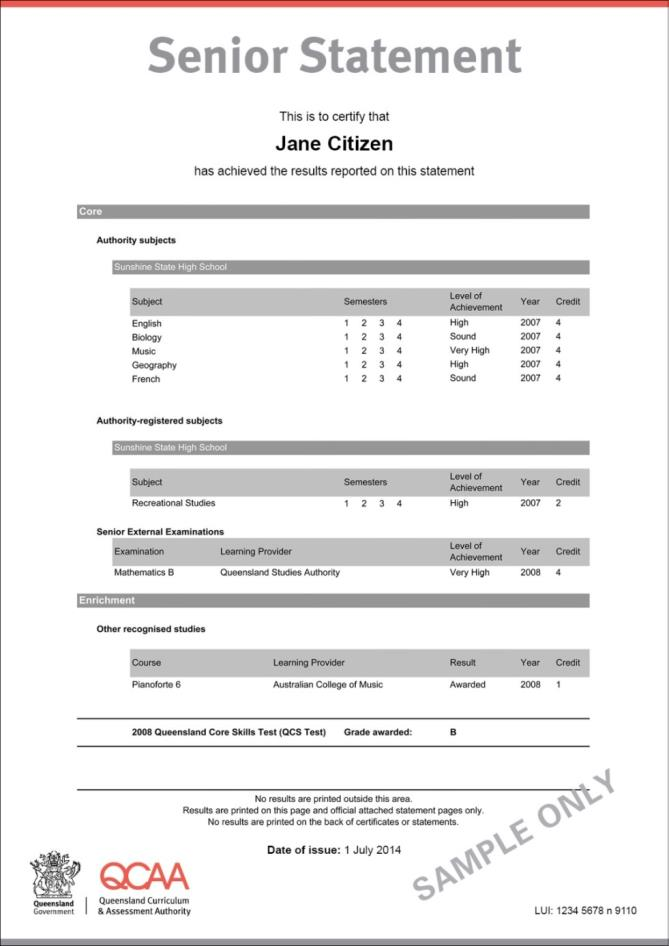 Senior Statement
This is to certify that
Jane Citizen
has achieved the results reported on this statement
Core
Authority subjects
Sunshine State High School
Subject Semesters Level of Achievement Year Credit
English 1 2 3 4 High 2007 4
Biology 1 2 3 4 Sound 2007 4
Music 1 2 3 4 Very High 2007 4
Geography 1 2 3 4 High 2007 4
French 1 2 3 4 Sound 2007 4
Authority-registered subjects
Sunshine State High School
Subject Semesters Level of Achievement Year Credit
Recreational Studies 1 2 3 4 High 2007 2
Senior External Examinations
Examination Learning Provider Level of Achievement Year Credit
Mathematics B Queensland Studies Authority Very High 2008 4
Enrichment
Other recognised studies
Course Learning Provider Result Year Credit
Pianoforte 6 Australian College of Music Awarded 2008 1
2008 Queensland Core Skills Test (QCS Test) Grade awarded: B
No results are printed outside this area.
Results are printed on this page and official attached statement pages only.
No results are printed on the back of certificates or statements.
Date of issue: 1 July 2014
SAMPLE ONLY
Queensland
Government
QCAA
Queensland Curriculum
& Assessment Authority
LUI: 1234 5678 n 9110